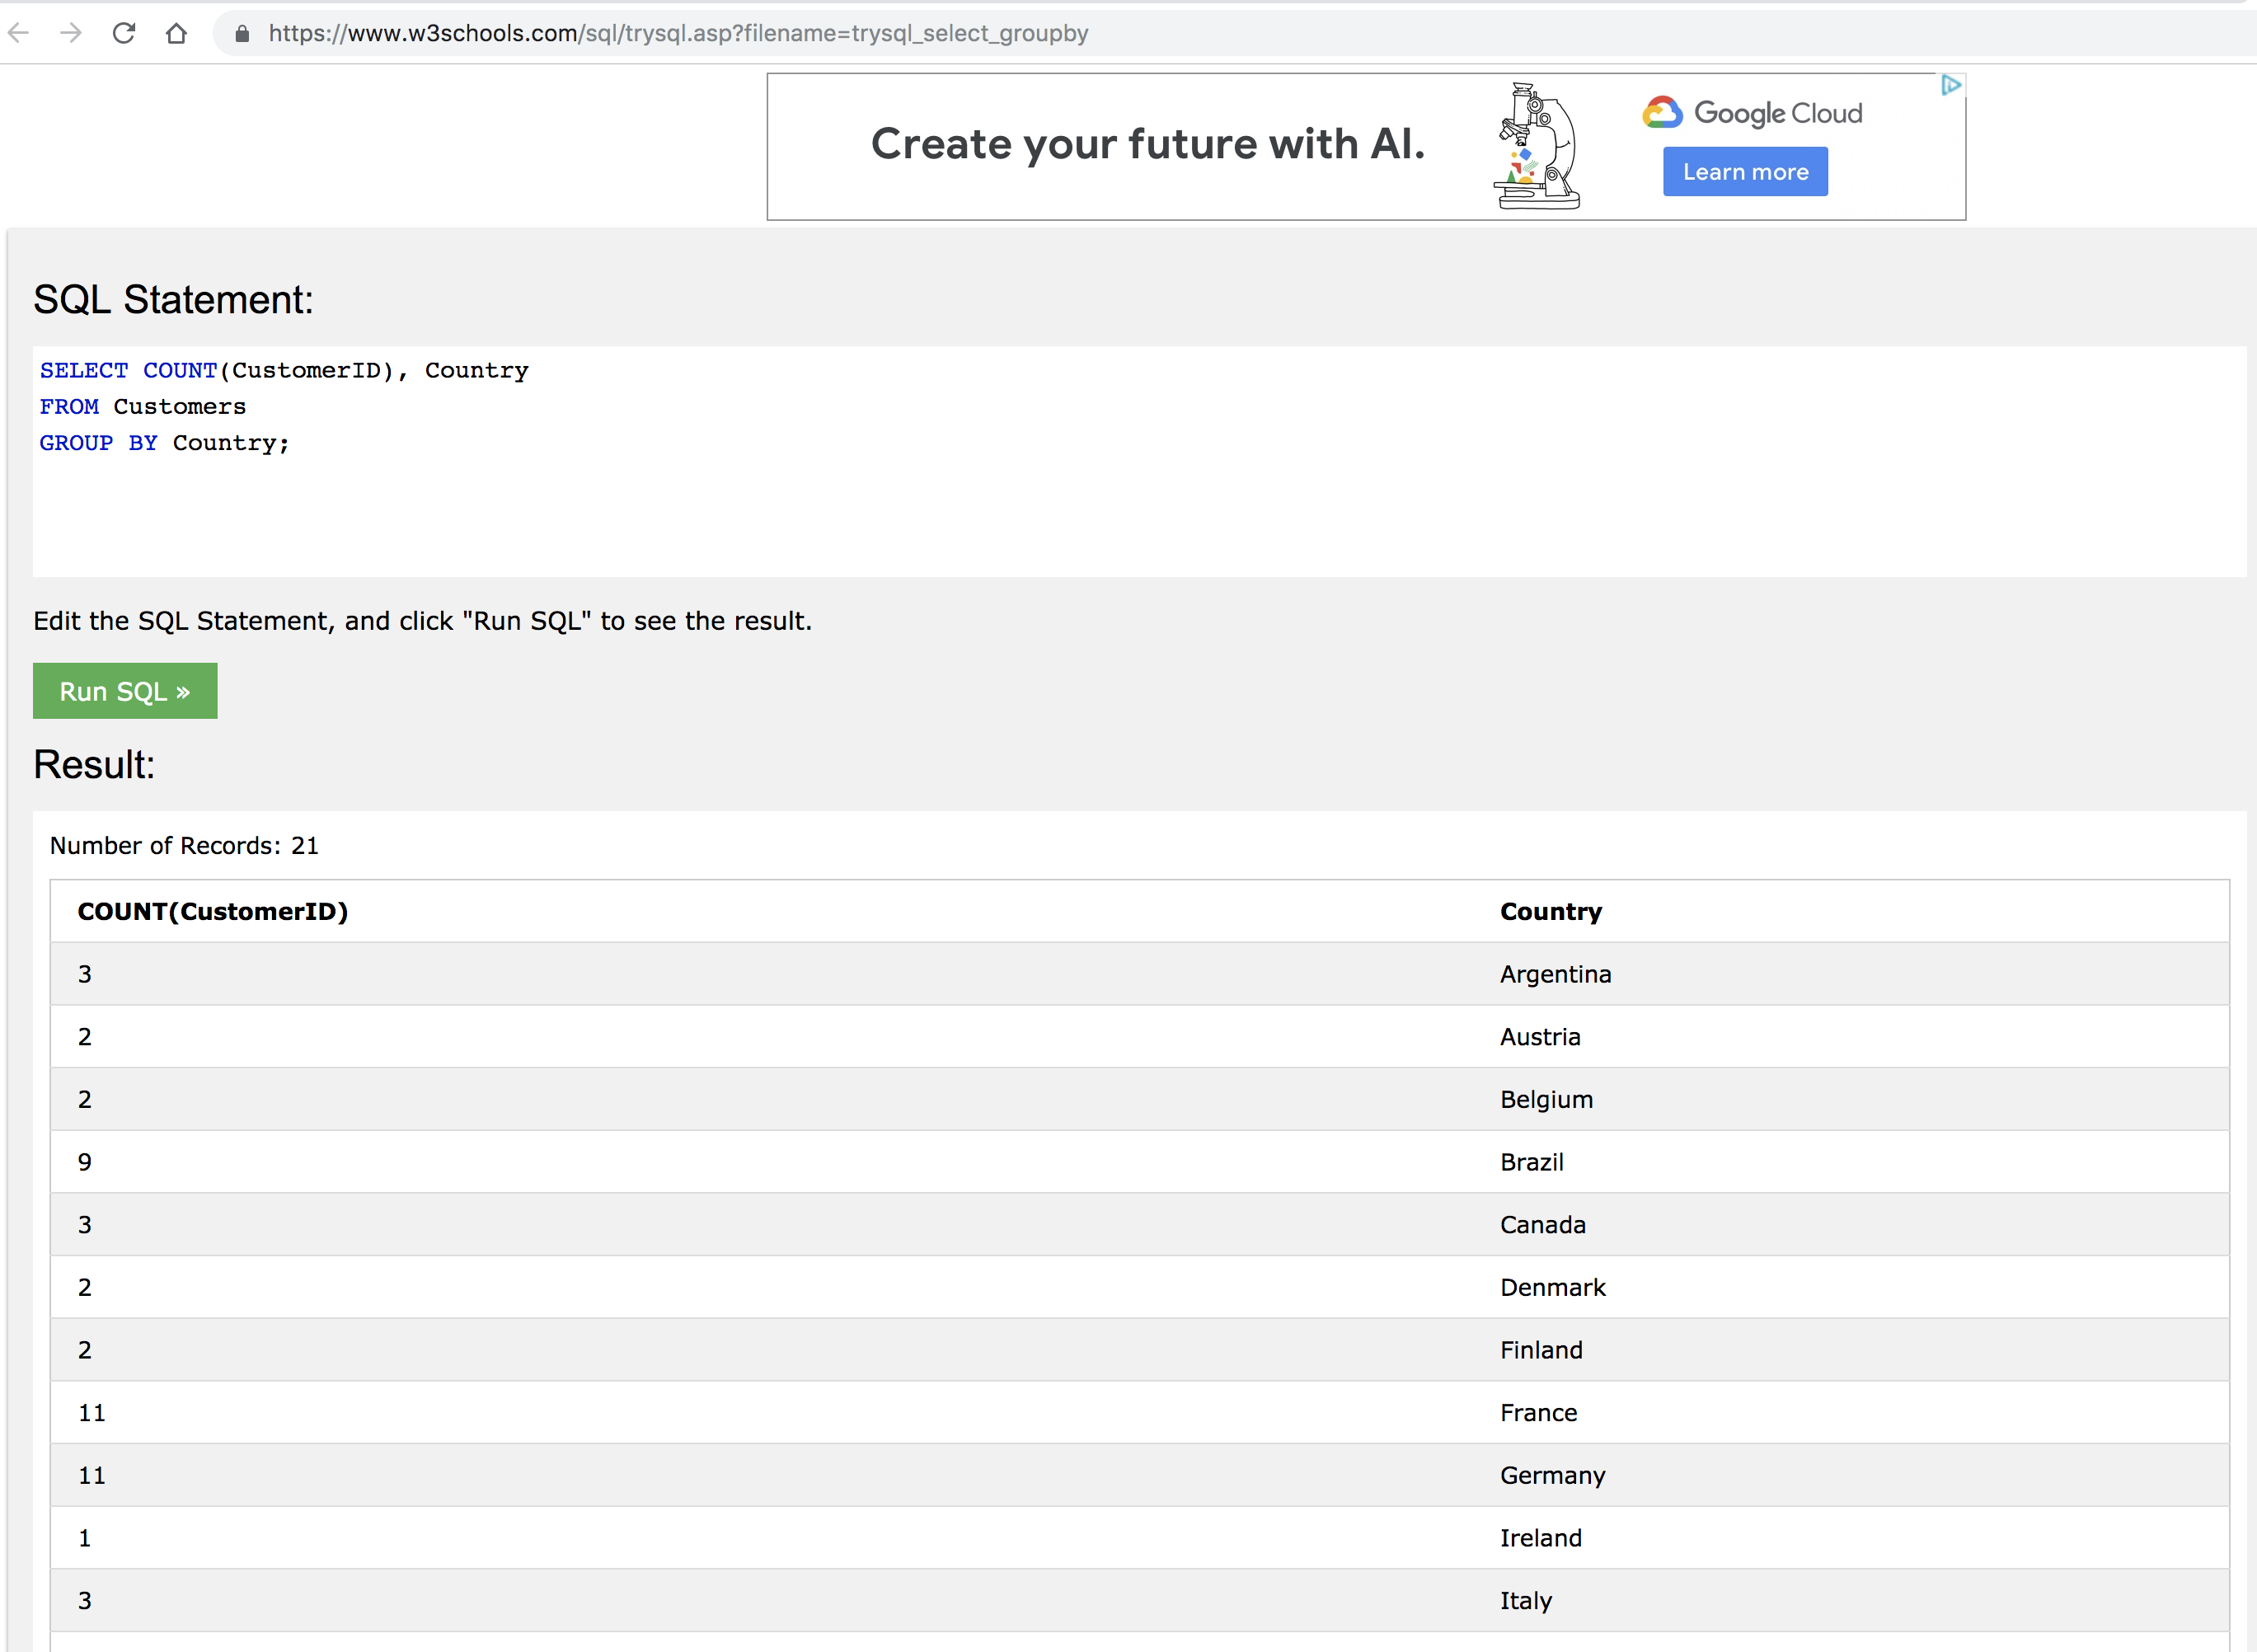 https://www.w3schools.com/sql/trysql.asp?filename=trysql_select_groupby
Create your future with AI.
Google Cloud
Learn more
SQL Statement:
SELECT COUNT(CustomerID), Country
FROM Customers
GROUP BY Country;
Edit the SQL Statement, and click "Run SQL" to see the result.
Run SQL »
Result:
Number of Records: 21
COUNT(CustomerID) Country
3 Argentina
2 Austria
2 Belgium
9 Brazil
3 Canada
2 Denmark
2 Finland
11 France
11 Germany
1 Ireland
3 Italy